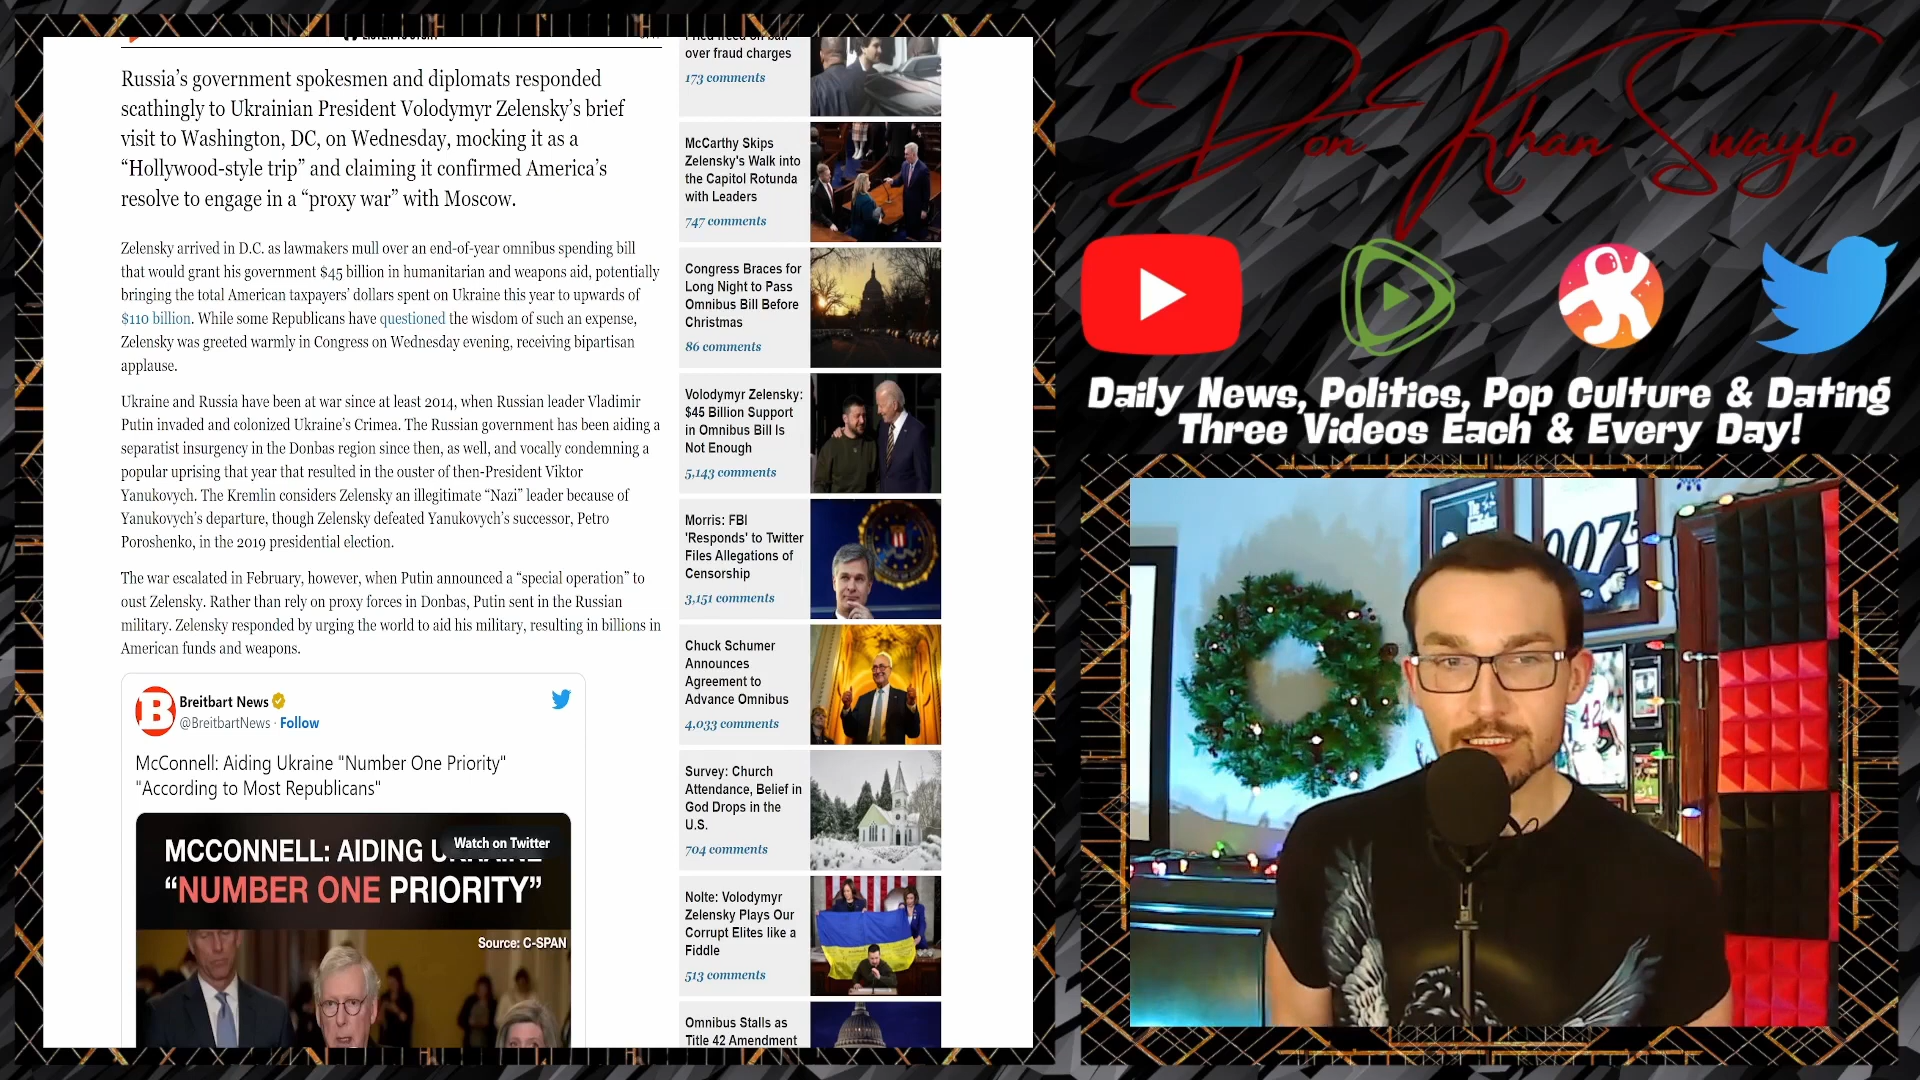 Russia’s government spokesmen and diplomats responded
scathingly to Ukrainian President Volodymyr Zelensky’s brief
visit to Washington, DC, on Wednesday, mocking it as a
“Hollywood-style trip” and claiming it confirmed America’s
resolve to engage in a “proxy war” with Moscow.
Zelensky arrived in D.C. as lawmakers mull over an end-of-year omnibus spending bill
that would grant his government $45 billion in humanitarian and weapons aid, potentially
bringing the total American taxpayers’ dollars spent on Ukraine this year to upwards of
$110 billion. While some Republicans have questioned the wisdom of such an expense,
Zelensky was greeted warmly in Congress on Wednesday evening, receiving bipartisan
applause.
Ukraine and Russia have been at war since at least 2014, when Russian leader Vladimir
Putin invaded and colonized Ukraine’s Crimea. The Russian government has been aiding a
separatist insurgency in the Donbas region since then, as well, and vocally condemning a
popular uprising that year that resulted in the ouster of then-President Viktor
Yanukovych. The Kremlin considers Zelensky an illegitimate “Nazi” leader because of
Yanukovych’s departure, though Zelensky defeated Yanukovych’s successor, Petro
Poroshenko, in the 2019 presidential election.
The war escalated in February, however, when Putin announced a “special operation” to
oust Zelensky. Rather than rely on proxy forces in Donbas, Putin sent in the Russian
military. Zelensky responded by urging the world to aid his military, resulting in billions in
American funds and weapons.
B
Breitbart News
@BreitbartNews · Follow
McConnell: Aiding Ukraine "Number One Priority"
"According to Most Republicans"
Watch on Twitter
MCCONNELL: AIDING UKRAINE
“NUMBER ONE PRIORITY”
Source: C-SPAN
over fraud charges
173 comments
McCarthy Skips
Zelensky's Walk into
the Capitol Rotunda
with Leaders
747 comments
Congress Braces for
Long Night to Pass
Omnibus Bill Before
Christmas
86 comments
Volodymyr Zelensky:
$45 Billion Support
in Omnibus Bill Is
Not Enough
5,143 comments
Morris: FBI
'Responds' to Twitter
Files Allegations of
Censorship
3,151 comments
Chuck Schumer
Announces
Agreement to
Advance Omnibus
4,033 comments
Survey: Church
Attendance, Belief in
God Drops in the
U.S.
704 comments
Nolte: Volodymyr
Zelensky Plays Our
Corrupt Elites like a
Fiddle
513 comments
Omnibus Stalls as
Title 42 Amendment
Don Khan Swaylo
Daily News, Politics, Pop Culture & Dating
Three Videos Each & Every Day!
007
42